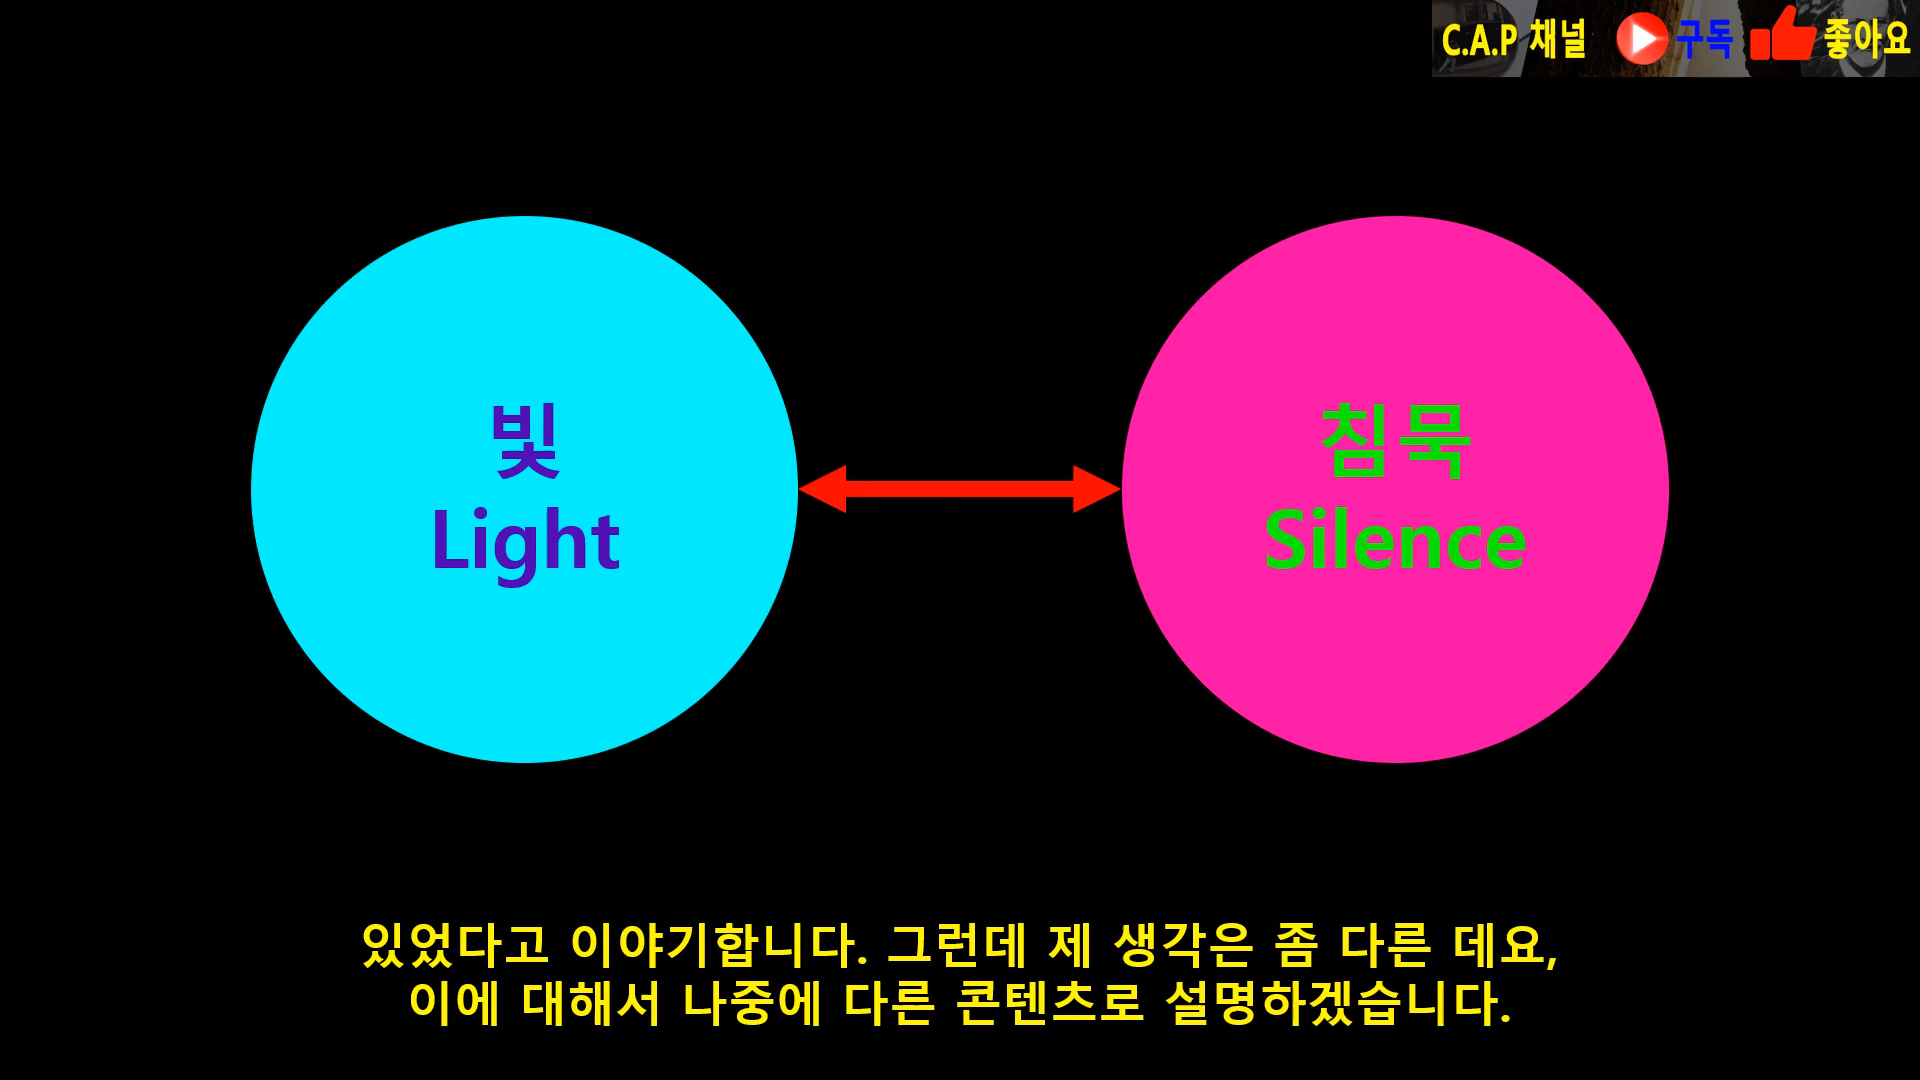 C.A.P 채널 구독 좋아요
빛
Light
침묵
Silence
있었다고 이야기합니다. 그런데 제 생각은 좀 다른 데요,
이에 대해서 나중에 다른 콘텐츠로 설명하겠습니다.